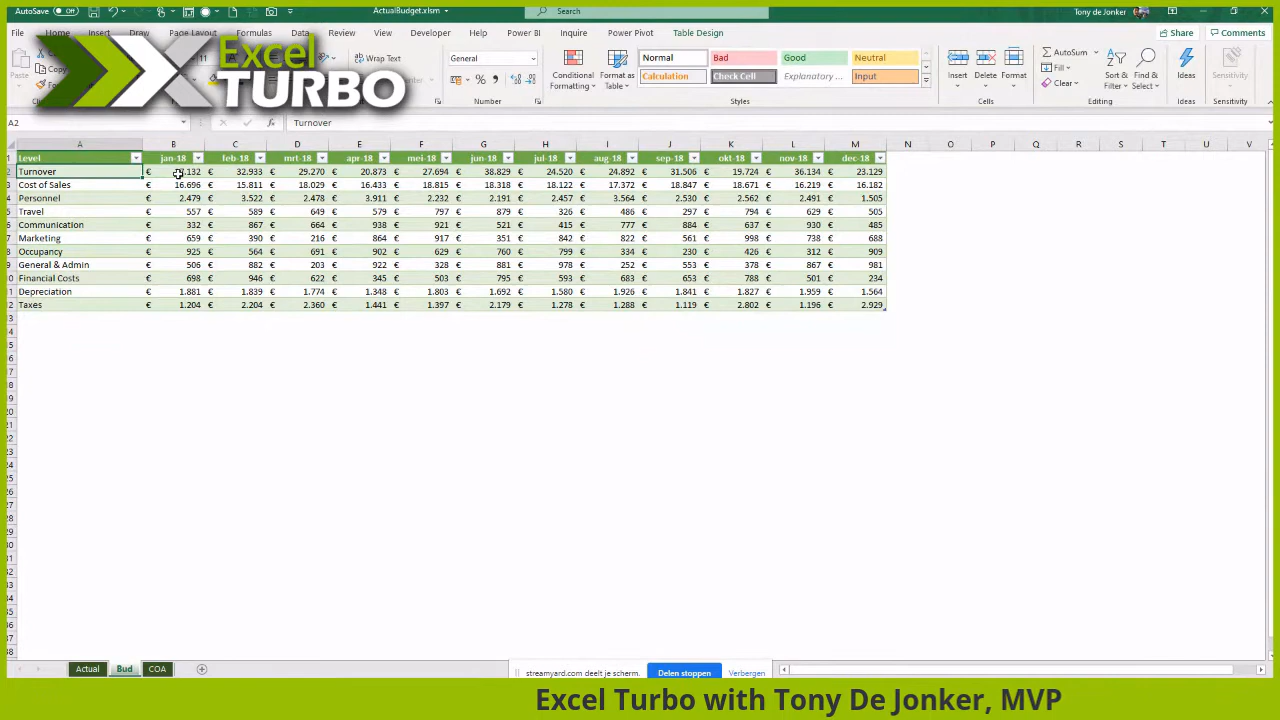 AutoSave Off
ActualBudget.xlsm
Search
Tony de Jonker
File Home Insert Draw Page Layout Formulas Data Review View Developer Help Power BI Inquire Power Pivot Table Design
Share Comments
Excel
TURBO
Paste
Copy
11
Wrap Text
General
Number
Conditional Formatting
Format as Table
Normal Bad Good Neutral
Calculation Check Cell Explanatory ... Input
Styles
Insert Delete Format
Cells
AutoSum
Fill
Clear
Sort & Filter
Find & Select
Editing
Ideas
Ideas
Sensitivity
Sensitivity
A2 fx Turnover
A B C D E F G H I J K L M N O P Q R S T U V
1 Level jan-18 feb-18 mrt-18 apr-18 mei-18 jun-18 jul-18 aug-18 sep-18 okt-18 nov-18 dec-18
Turnover € .132 € 32.933 € 29.270 € 20.873 € 27.694 € 38.829 € 24.520 € 24.892 € 31.506 € 19.724 € 36.134 € 23.129
Cost of Sales € 16.696 € 15.811 € 18.029 € 16.433 € 18.815 € 18.318 € 18.122 € 17.372 € 18.847 € 18.671 € 16.219 € 16.182
Personnel € 2.479 € 3.522 € 2.478 € 3.911 € 2.232 € 2.191 € 2.457 € 3.564 € 2.530 € 2.562 € 2.491 € 1.505
Travel € 557 € 589 € 649 € 579 € 797 € 879 € 326 € 486 € 297 € 794 € 629 € 505
Communication € 332 € 867 € 664 € 938 € 921 € 521 € 415 € 777 € 884 € 637 € 930 € 485
Marketing € 659 € 390 € 216 € 864 € 917 € 351 € 842 € 822 € 561 € 998 € 738 € 688
Occupancy € 925 € 564 € 691 € 902 € 629 € 760 € 799 € 334 € 230 € 426 € 312 € 909
General & Admin € 506 € 882 € 203 € 922 € 328 € 881 € 978 € 252 € 553 € 378 € 867 € 981
Financial Costs € 698 € 946 € 622 € 345 € 503 € 795 € 593 € 683 € 654 € 788 € 501 € 234
Depreciation € 1.881 € 1.839 € 1.774 € 1.348 € 1.803 € 1.692 € 1.580 € 1.926 € 1.841 € 1.827 € 1.959 € 1.564
Taxes € 1.204 € 2.204 € 2.360 € 1.441 € 1.397 € 2.179 € 1.278 € 1.288 € 1.119 € 2.802 € 1.196 € 2.929
Actual Bud COA
streamyard.com deelt je scherm. Delen stoppen Verbergen
Excel Turbo with Tony De Jonker, MVP